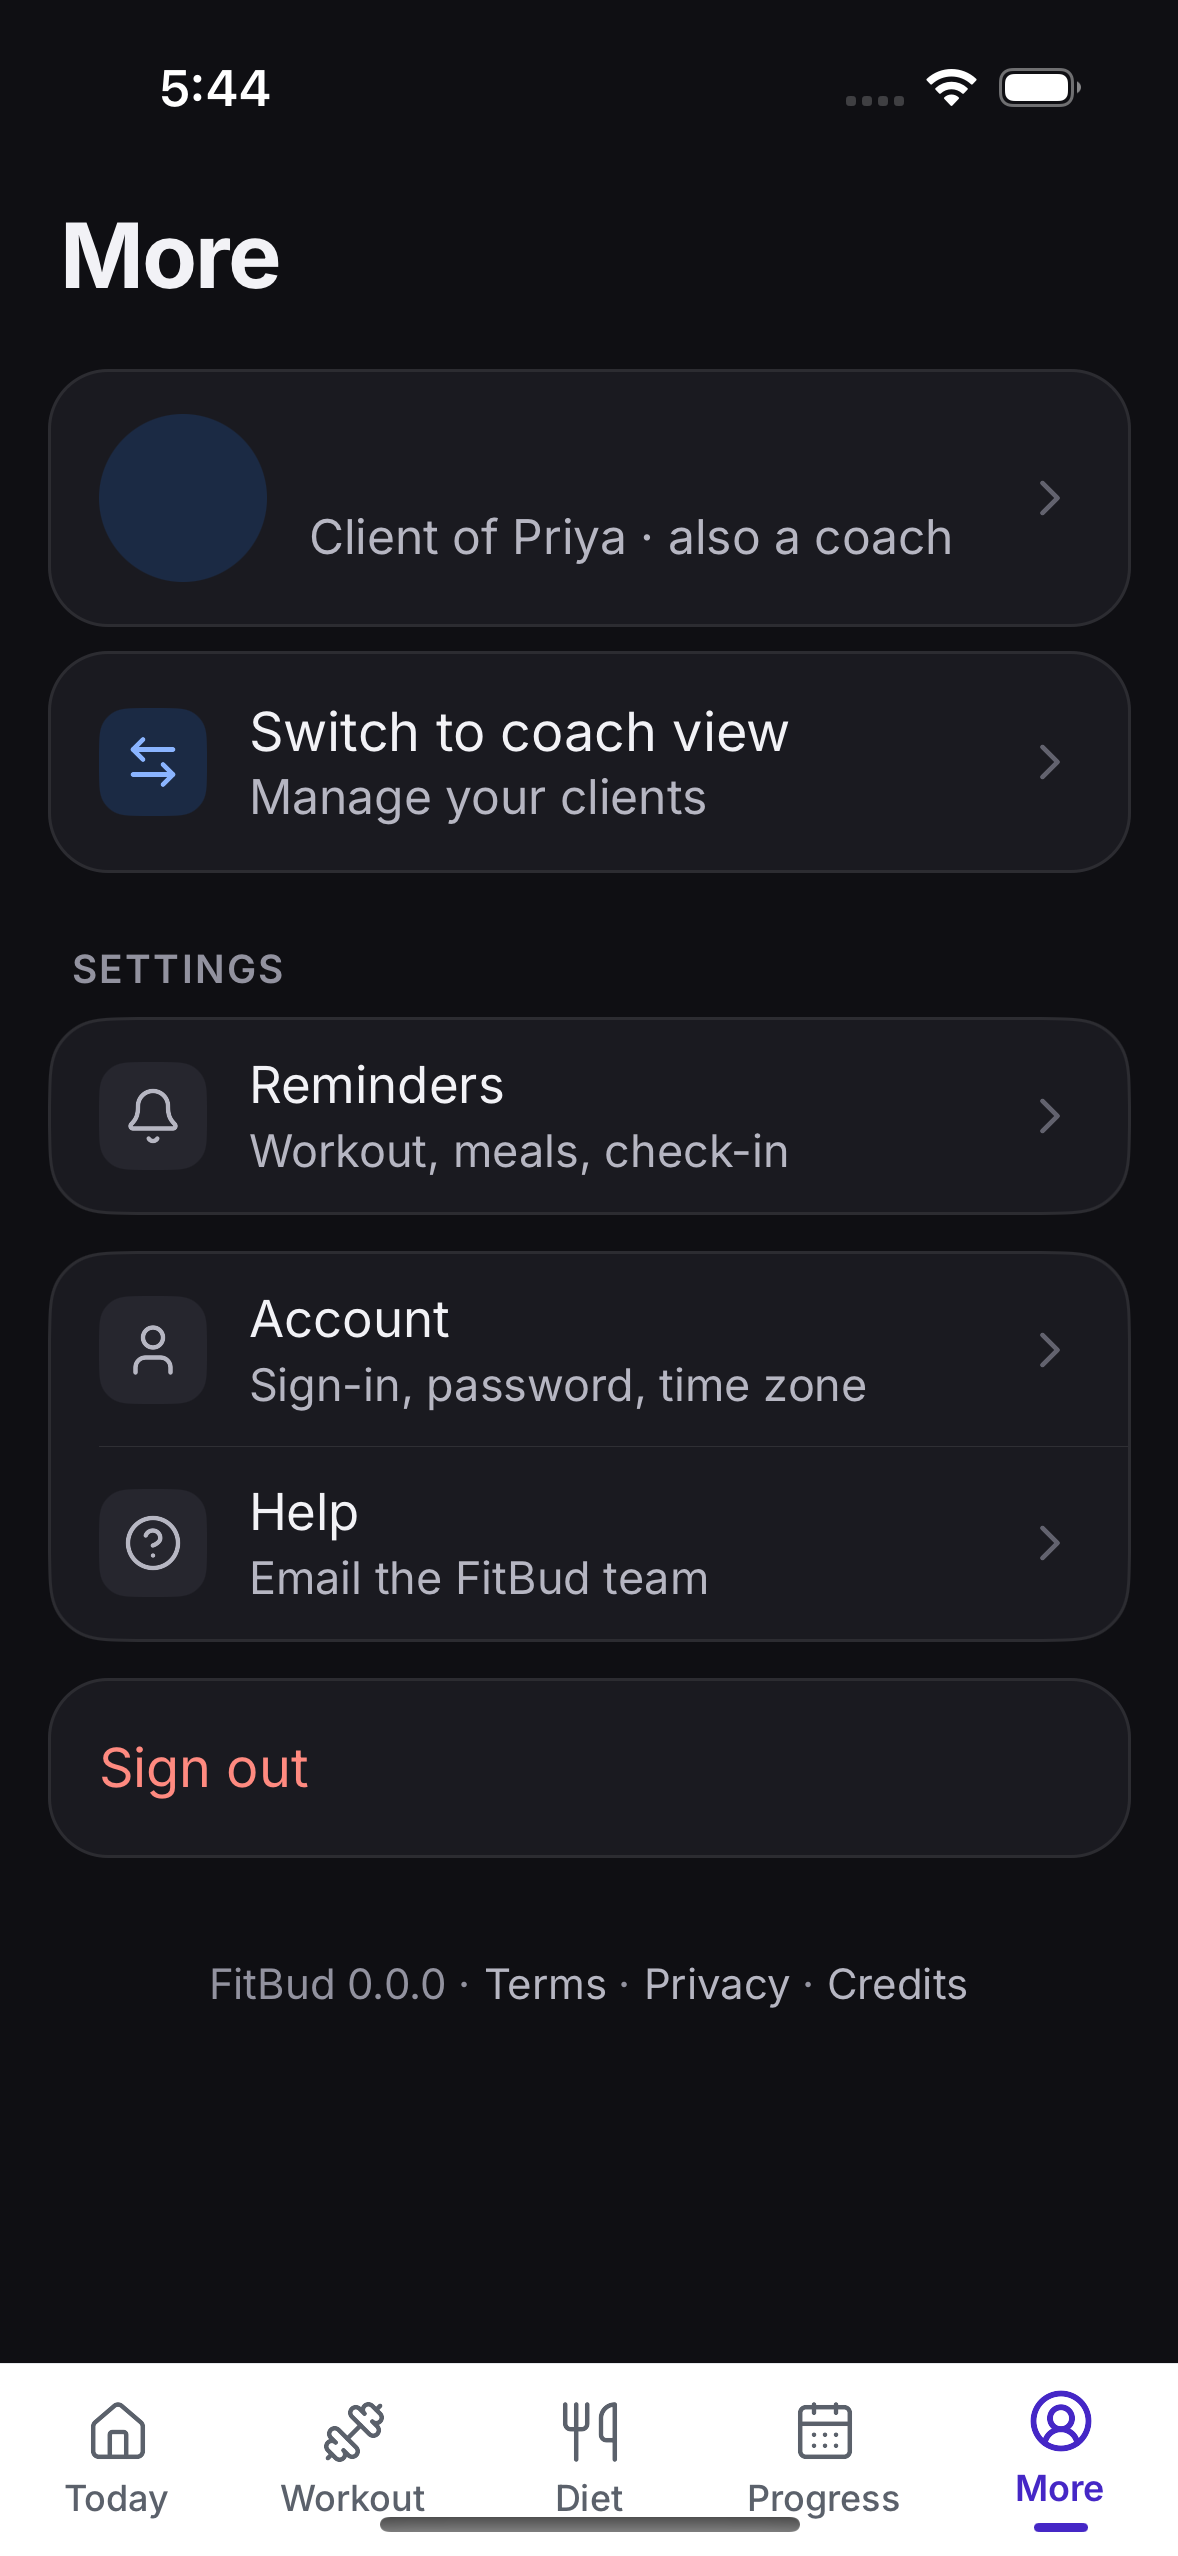 5:44
More
Client of Priya · also a coach
Switch to coach view
Manage your clients
SETTINGS
Reminders
Workout, meals, check-in
Account
Sign-in, password, time zone
Help
Email the FitBud team
Sign out
FitBud 0.0.0 · Terms · Privacy · Credits
Today
Workout
Diet
Progress
More